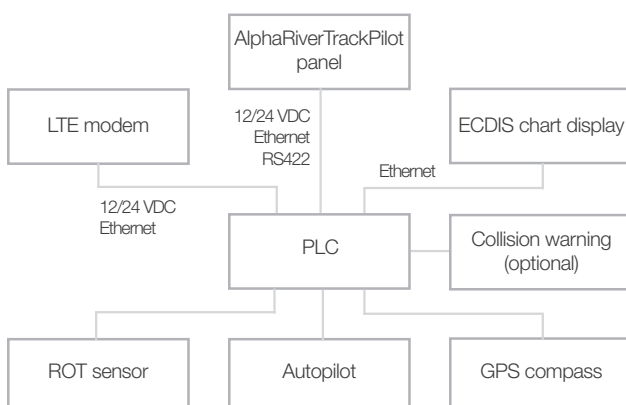 AlphaRiverTrackPilot
panel
LTE modem
12/24 VDC
Ethernet
RS422
ECDIS chart display
Ethernet
12/24 VDC
Ethernet
PLC
Collision warning
(optional)
ROT sensor
Autopilot
GPS compass